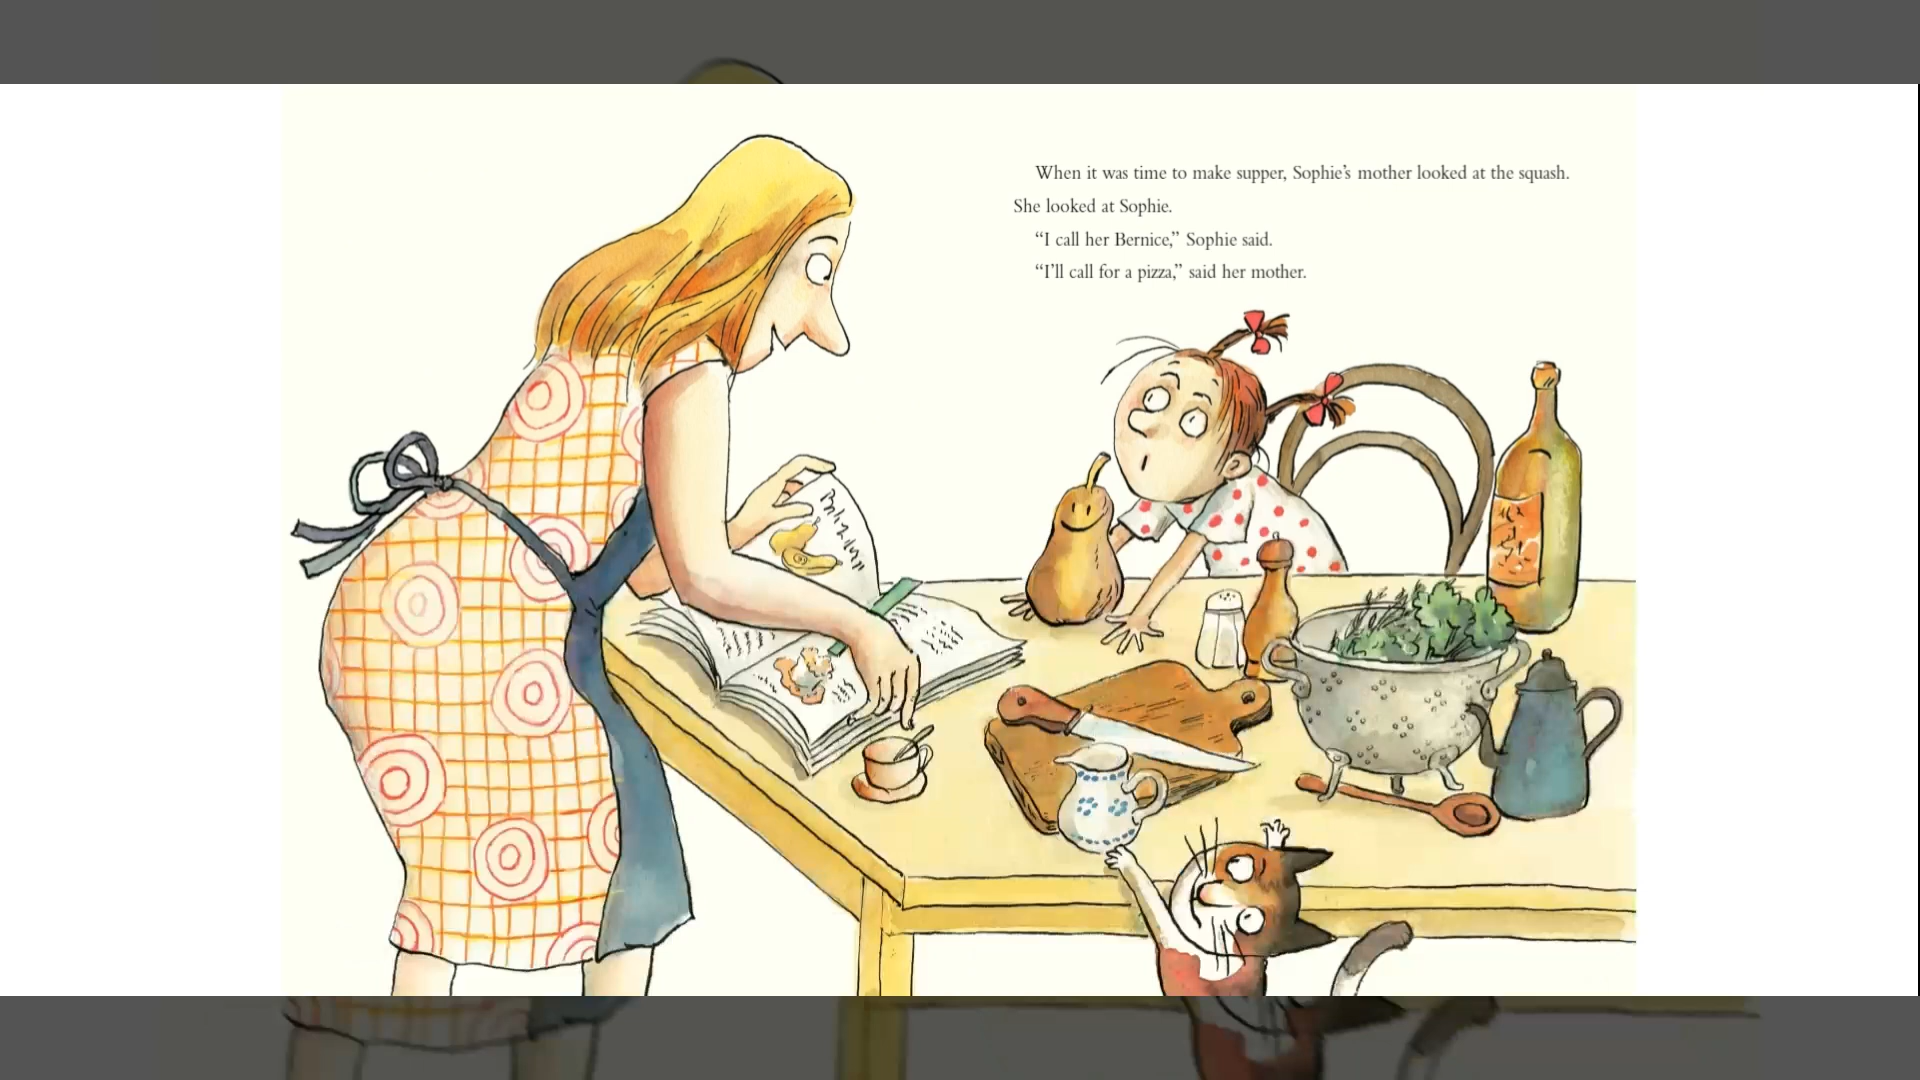 When it was time to make supper, Sophie’s mother looked at the squash.
She looked at Sophie.
“I call her Bernice,” Sophie said.
“I’ll call for a pizza,” said her mother.